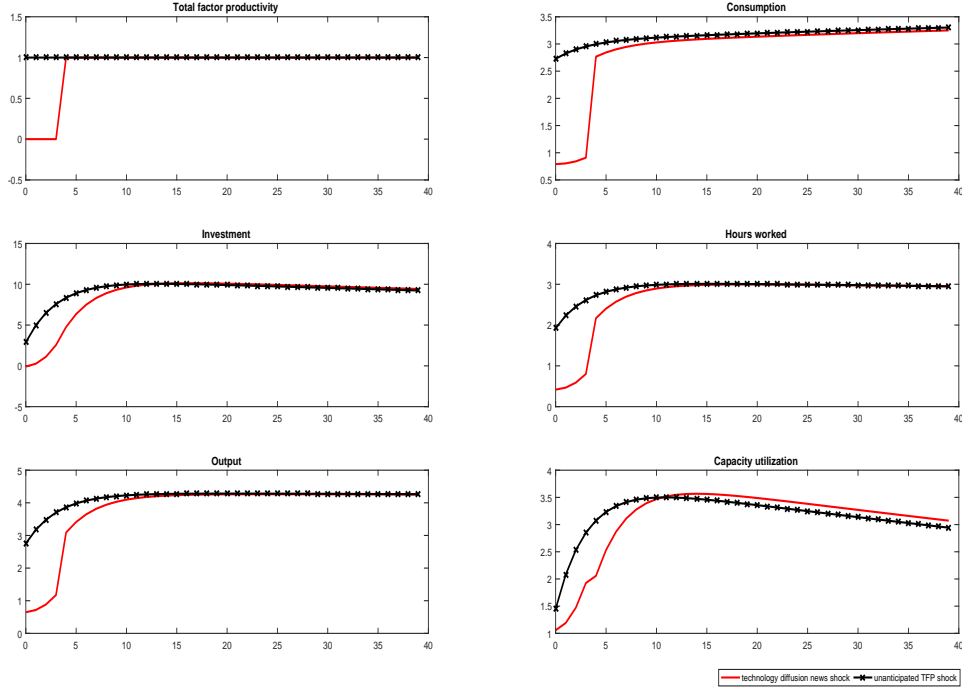 Total factor productivity
1.5
1
0.5
0
-0.5
0 5 10 15 20 25 30 35 40
Consumption
3.5
3
2.5
2
1.5
1
0.5
0 5 10 15 20 25 30 35 40
Investment
15
10
5
0
-5
0 5 10 15 20 25 30 35 40
Hours worked
4
3
2
1
0
0 5 10 15 20 25 30 35 40
Output
5
4
3
2
1
0
0 5 10 15 20 25 30 35 40
Capacity utilization
4
3.5
3
2.5
2
1.5
1
0 5 10 15 20 25 30 35 40
technology diffusion news shock unanticipated TFP shock